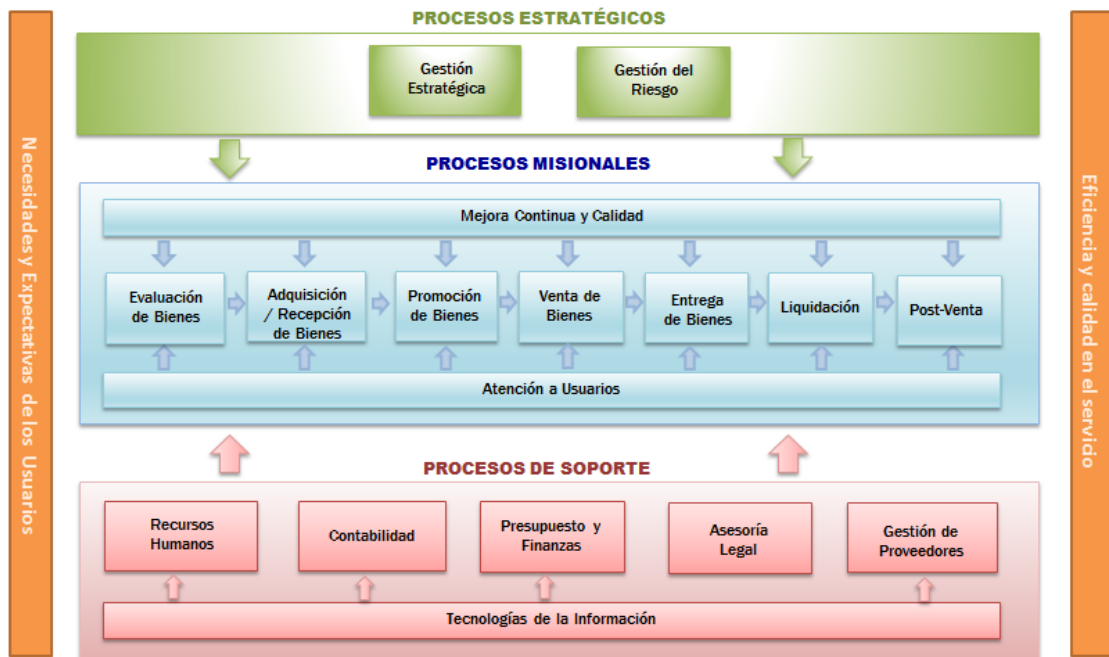 PROCESOS ESTRATÉGICOS
Gestión
Estratégica
Gestión del
Riesgo
Necesidades y Expectativas de los Usuarios
PROCESOS MISIONALES
Mejora Continua y Calidad
Evaluación
de Bienes
Adquisición
/ Recepción
de Bienes
Promoción
de Bienes
Venta de
Bienes
Entrega
de Bienes
Liquidación
Post-Venta
Atención a Usuarios
PROCESOS DE SOPORTE
Recursos
Humanos
Contabilidad
Presupuesto y
Finanzas
Asesoría
Legal
Gestión de
Proveedores
Tecnologías de la Información
Eficiencia y calidad en el servicio